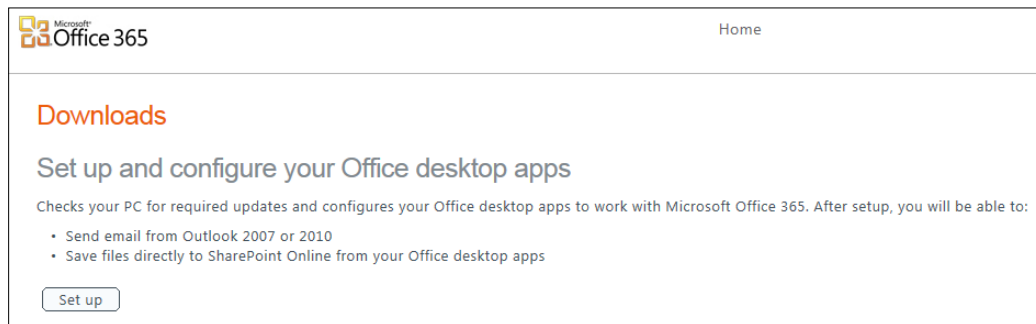 Microsoft®
Office 365
Home
Downloads
Set up and configure your Office desktop apps
Checks your PC for required updates and configures your Office desktop apps to work with Microsoft Office 365. After setup, you will be able to:
• Send email from Outlook 2007 or 2010
• Save files directly to SharePoint Online from your Office desktop apps
Set up